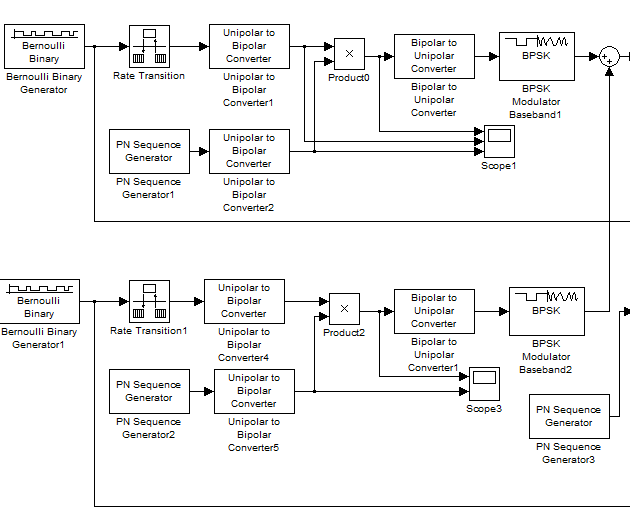 Bernoulli
Binary
Bernoulli Binary
Generator
Rate Transition
Unipolar to
Bipolar
Converter
Unipolar to
Bipolar
Converter1
×
Product0
Bipolar to
Unipolar
Converter
Bipolar to
Unipolar
Converter
BPSK
BPSK
Modulator
Baseband1
PN Sequence
Generator
PN Sequence
Generator1
Unipolar to
Bipolar
Converter
Unipolar to
Bipolar
Converter2
Scope1
Bernoulli
Binary
Bernoulli Binary
Generator1
Rate Transition1
Unipolar to
Bipolar
Converter
Unipolar to
Bipolar
Converter4
×
Product2
Bipolar to
Unipolar
Converter
Bipolar to
Unipolar
Converter1
BPSK
BPSK
Modulator
Baseband2
PN Sequence
Generator
PN Sequence
Generator2
Unipolar to
Bipolar
Converter
Unipolar to
Bipolar
Converter5
Scope3
PN Sequence
Generator
PN Sequence
Generator3